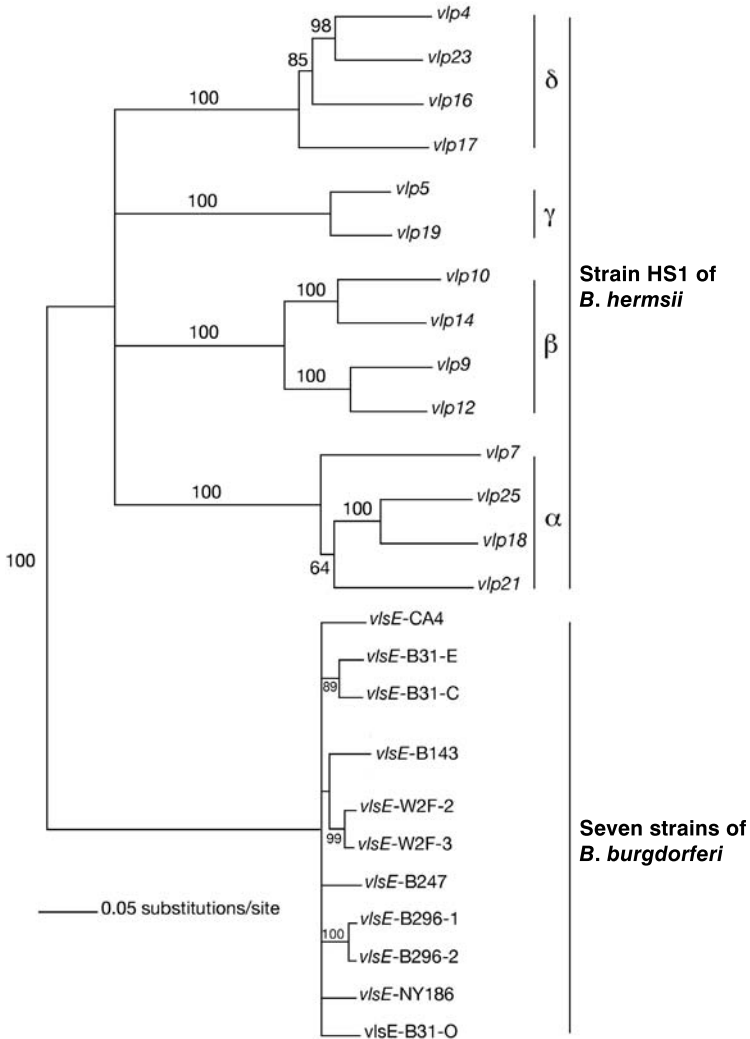 vlp4
98
vlp23
85
δ
vlp16
100
vlp17
vlp5
100
γ
vlp19
Strain HS1 of
B. hermsii
vlp10
100
vlp14
100
β
vlp9
100
vlp12
vlp7
vlp25
100
100
α
vlp18
100
64
vlp21
vlsE-CA4
vlsE-B31-E
89
vlsE-B31-C
vlsE-B143
vlsE-W2F-2
Seven strains of
B. burgdorferi
99
vlsE-W2F-3
vlsE-B247
0.05 substitutions/site
vlsE-B296-1
100
vlsE-B296-2
vlsE-NY186
vlsE-B31-O